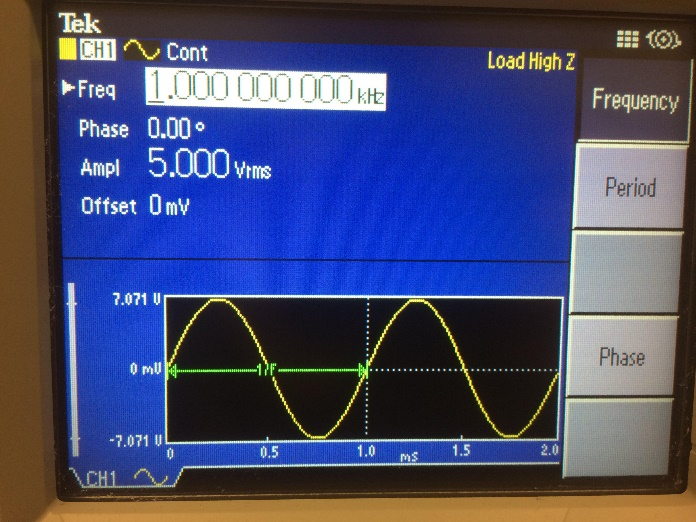 Tek
CH1 Cont
Load High Z
Freq 1.000 000 000 kHz
Phase 0.00 °
Ampl 5.000 Vrms
Offset 0 mV
Frequency
Period
Phase
7.071 V
0 mV
-7.071 V
1/F
0 0.5 1.0 1.5 2.0
ms
CH1